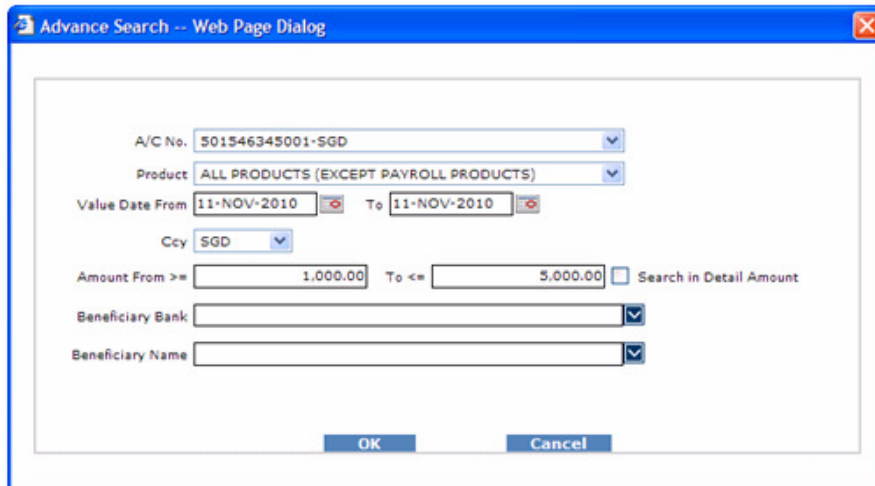 Advance Search -- Web Page Dialog
A/C No. 501546345001-SGD
Product ALL PRODUCTS (EXCEPT PAYROLL PRODUCTS)
Value Date From 11-NOV-2010 To 11-NOV-2010
Ccy SGD
Amount From >= 1,000.00 To <= 5,000.00 Search in Detail Amount
Beneficiary Bank
Beneficiary Name
OK Cancel